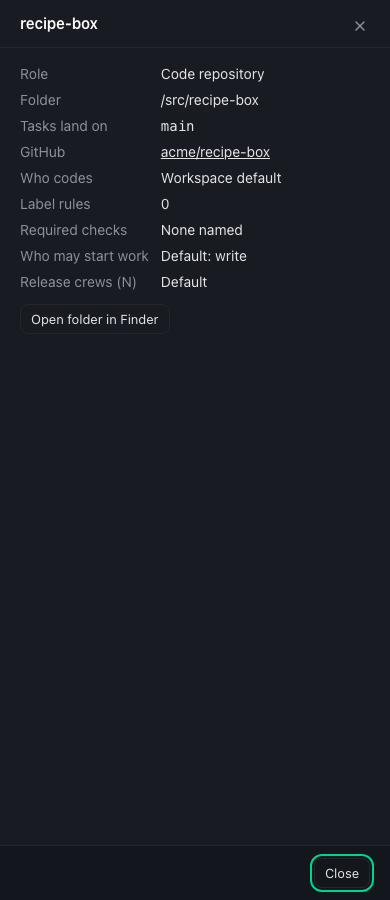 recipe-box
Role Code repository
Folder /src/recipe-box
Tasks land on main
GitHub acme/recipe-box
Who codes Workspace default
Label rules 0
Required checks None named
Who may start work Default: write
Release crews (N) Default
Open folder in Finder
Close